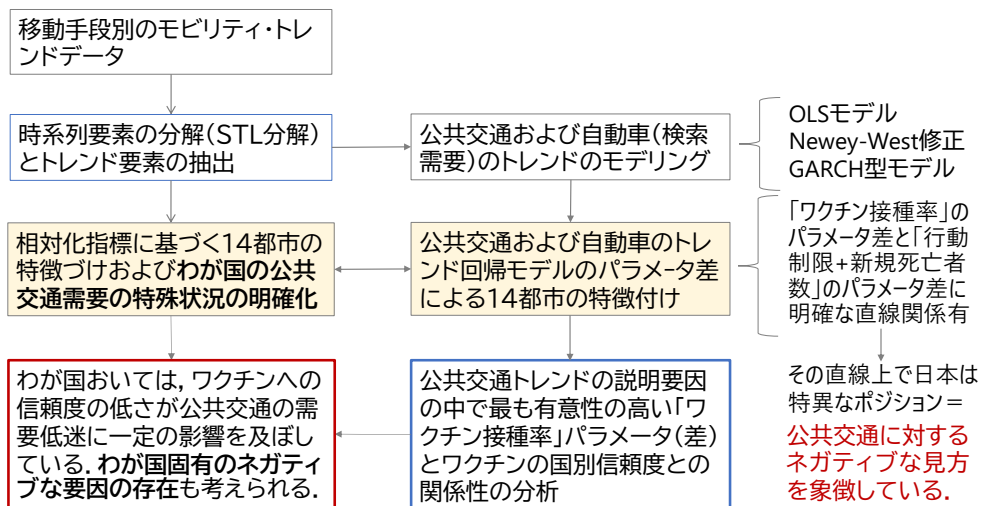 移動手段別のモビリティ・トレ
ンドデータ
時系列要素の分解(STL分解)
とトレンド要素の抽出
公共交通および自動車(検索
需要)のトレンドのモデリング
OLSモデル
Newey-West修正
GARCH型モデル
相対化指標に基づく14都市の
特徴づけおよびわが国の公共
交通需要の特殊状況の明確化
公共交通および自動車のトレ
ンド回帰モデルのパラメータ差
による14都市の特徴付け
「ワクチン接種率」の
パラメータ差と「行動
制限+新規死亡者
数」のパラメータ差に
明確な直線関係有
わが国おいては,ワクチンへの
信頼度の低さが公共交通の需
要低迷に一定の影響を及ぼし
ている.わが国固有のネガティ
ブな要因の存在も考えられる.
公共交通トレンドの説明要因
の中で最も有意性の高い「ワ
クチン接種率」パラメータ(差)
とワクチンの国別信頼度との
関係性の分析
その直線上で日本は
特異なポジション=
公共交通に対する
ネガティブな見方
を象徴している.